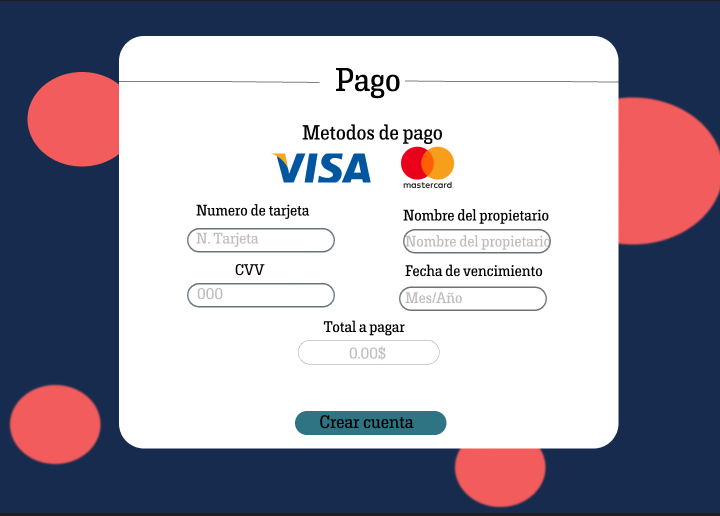 Pago
Metodos de pago
VISA
mastercard.
Numero de tarjeta
Nombre del propietario
N. Tarjeta
Nombre del propietario
CVV
Fecha de vencimiento
000
Mes/Año
Total a pagar
0.00$
Crear cuenta